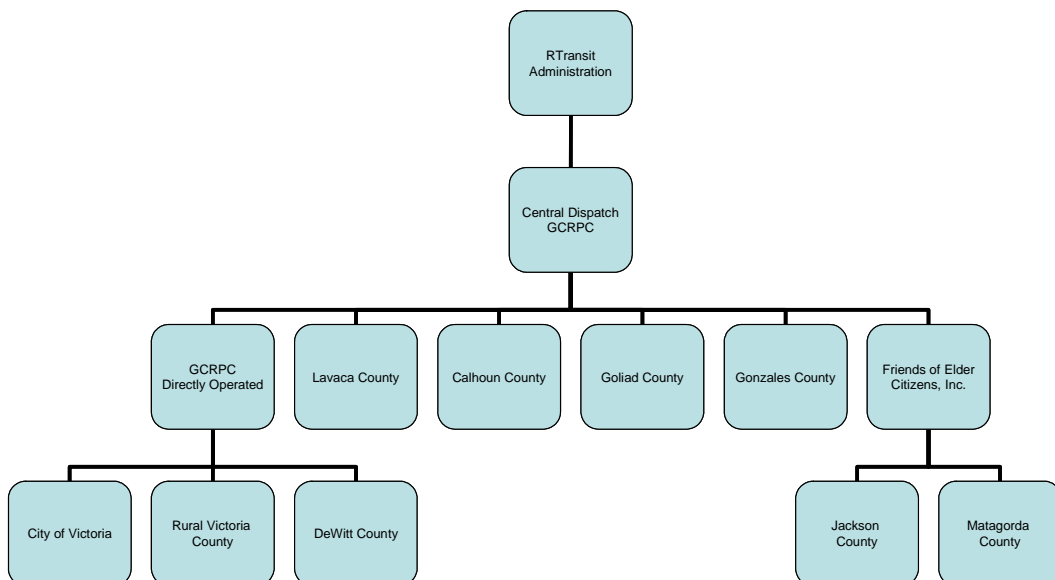 RTransit
Administration
Central Dispatch
GCRPC
GCRPC
Directly Operated
Lavaca County
Calhoun County
Goliad County
Gonzales County
Friends of Elder
Citizens, Inc.
City of Victoria
Rural Victoria
County
DeWitt County
Jackson
County
Matagorda
County